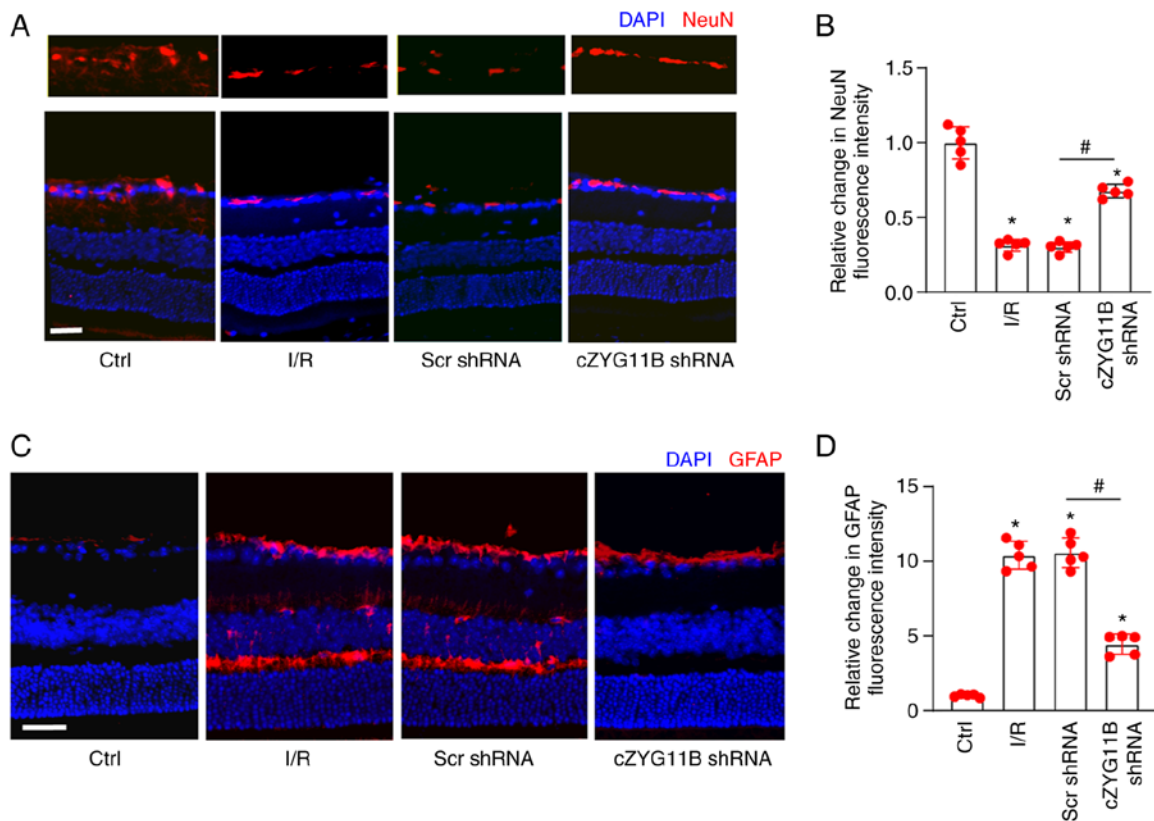 A
DAPI NeuN
Ctrl
I/R
Scr shRNA
cZYG11B shRNA
B
Relative change in NeuN
fluorescence intensity
1.5
1.0
0.5
0.0
#
*
*
*
Ctrl
I/R
Scr shRNA
cZYG11B
shRNA
C
DAPI GFAP
Ctrl
I/R
Scr shRNA
cZYG11B shRNA
D
Relative change in GFAP
fluorescence intensity
15
10
5
0
#
*
*
*
Ctrl
I/R
Scr shRNA
cZYG11B
shRNA